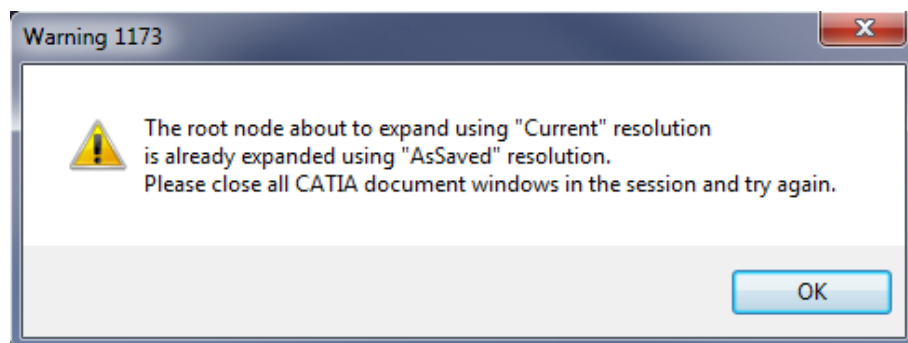 Warning 1173
The root node about to expand using "Current" resolution
is already expanded using "AsSaved" resolution.
Please close all CATIA document windows in the session and try again.
OK